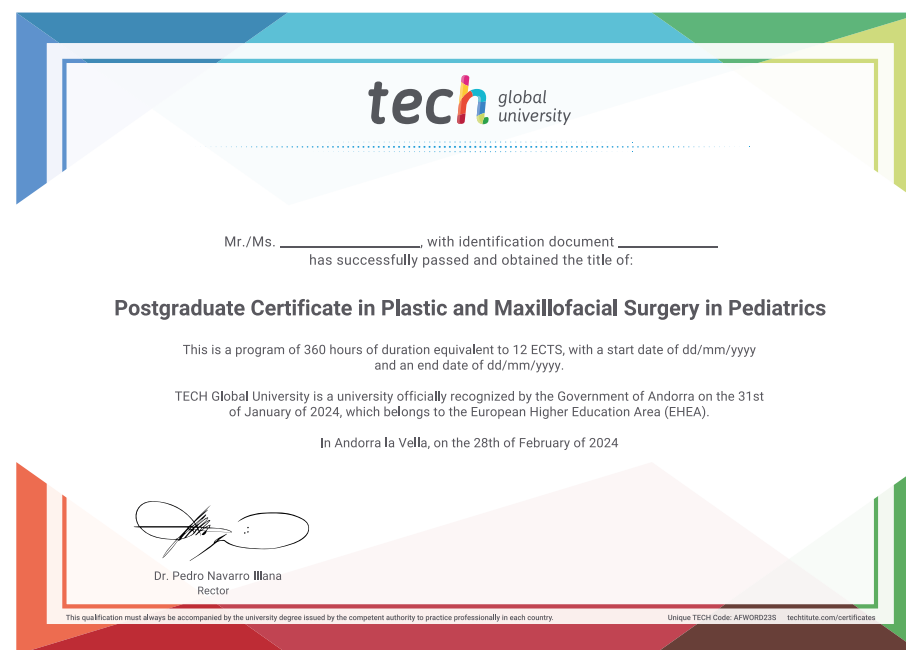 tech global university
Mr./Ms. ____________, with identification document ____________
has successfully passed and obtained the title of:
Postgraduate Certificate in Plastic and Maxillofacial Surgery in Pediatrics
This is a program of 360 hours of duration equivalent to 12 ECTS, with a start date of dd/mm/yyyy
and an end date of dd/mm/yyyy.
TECH Global University is a university officially recognized by the Government of Andorra on the 31st
of January of 2024, which belongs to the European Higher Education Area (EHEA).
In Andorra la Vella, on the 28th of February of 2024
Dr. Pedro Navarro Illana
Rector
This qualification must always be accompanied by the university degree issued by the competent authority to practice professionally in each country.
Unique TECH Code: AFWORD23S techtitute.com/certificates